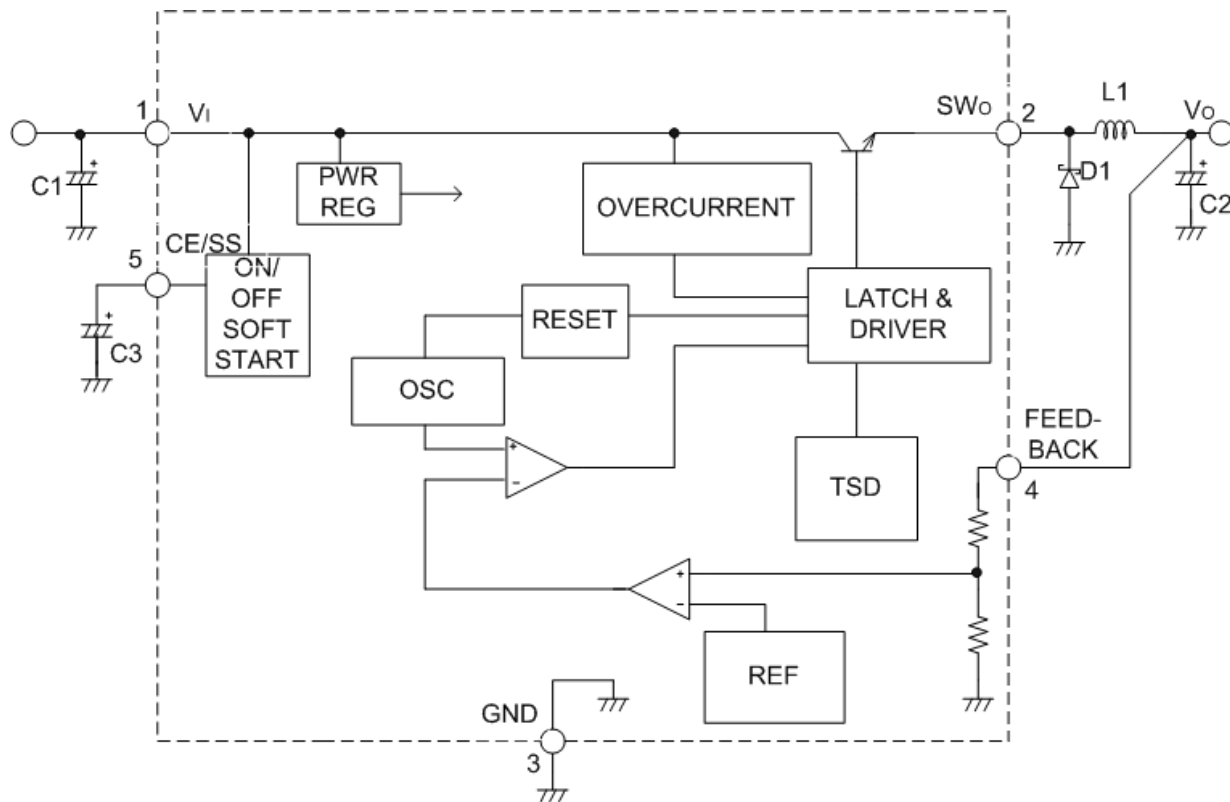 L1
1
VI
SWO
2
VO
+
C1
PWR
REG
OVERCURRENT
D1
+
C2
5
CE/SS
ON/
OFF
SOFT
START
+
C3
RESET
LATCH &
DRIVER
OSC
FEED-
BACK
4
+
-
TSD
+
-
REF
GND
3